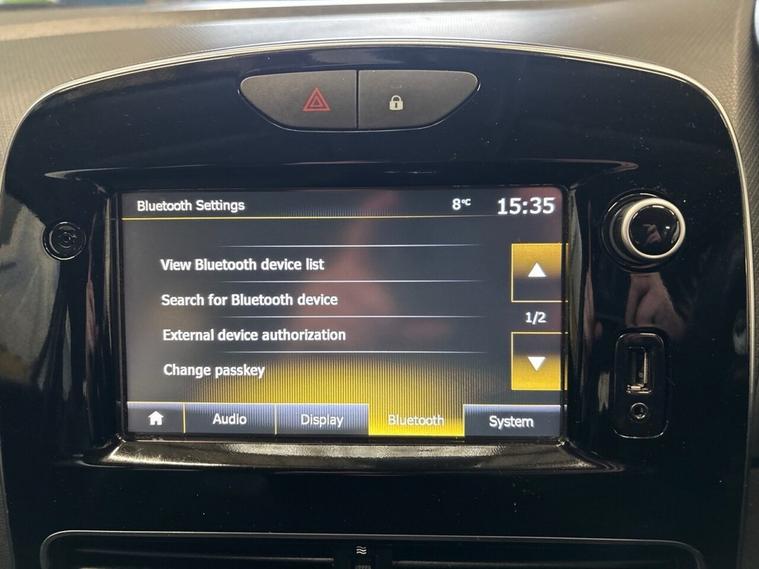 Bluetooth Settings 8°C 15:35
View Bluetooth device list
Search for Bluetooth device
1/2
External device authorization
Change passkey
Audio Display Bluetooth System